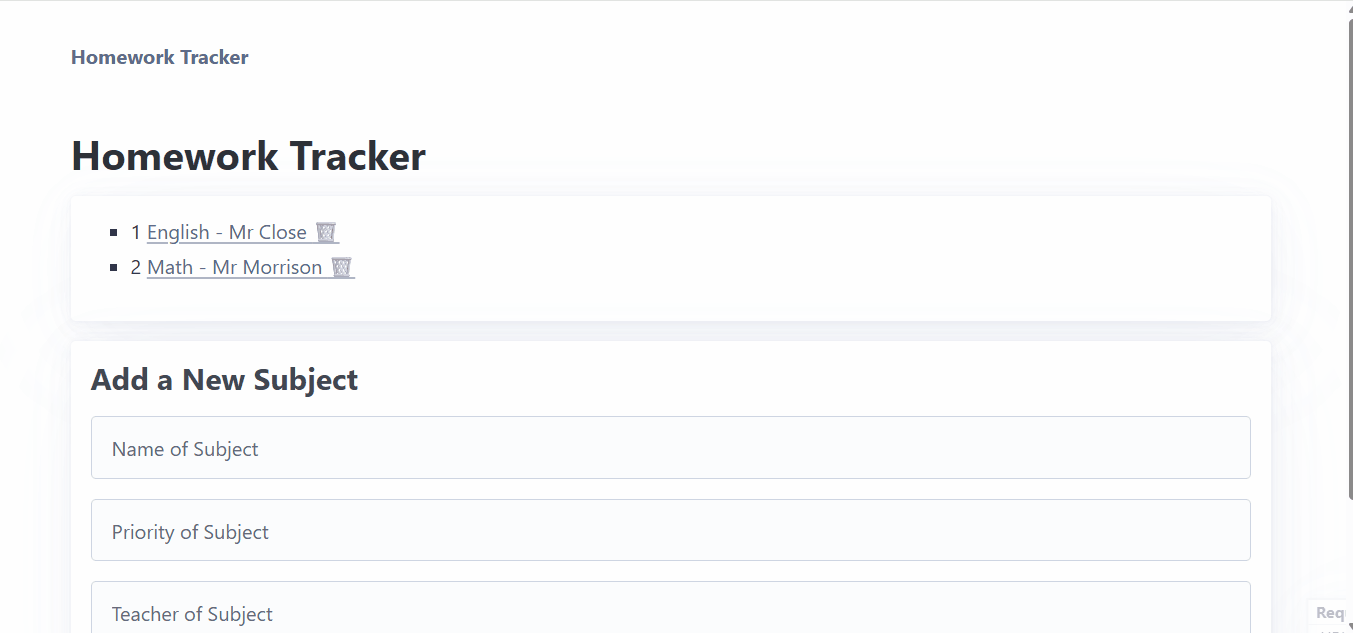 Homework Tracker
Homework Tracker
1 English - Mr Close
2 Math - Mr Morrison
Add a New Subject
Name of Subject
Priority of Subject
Teacher of Subject